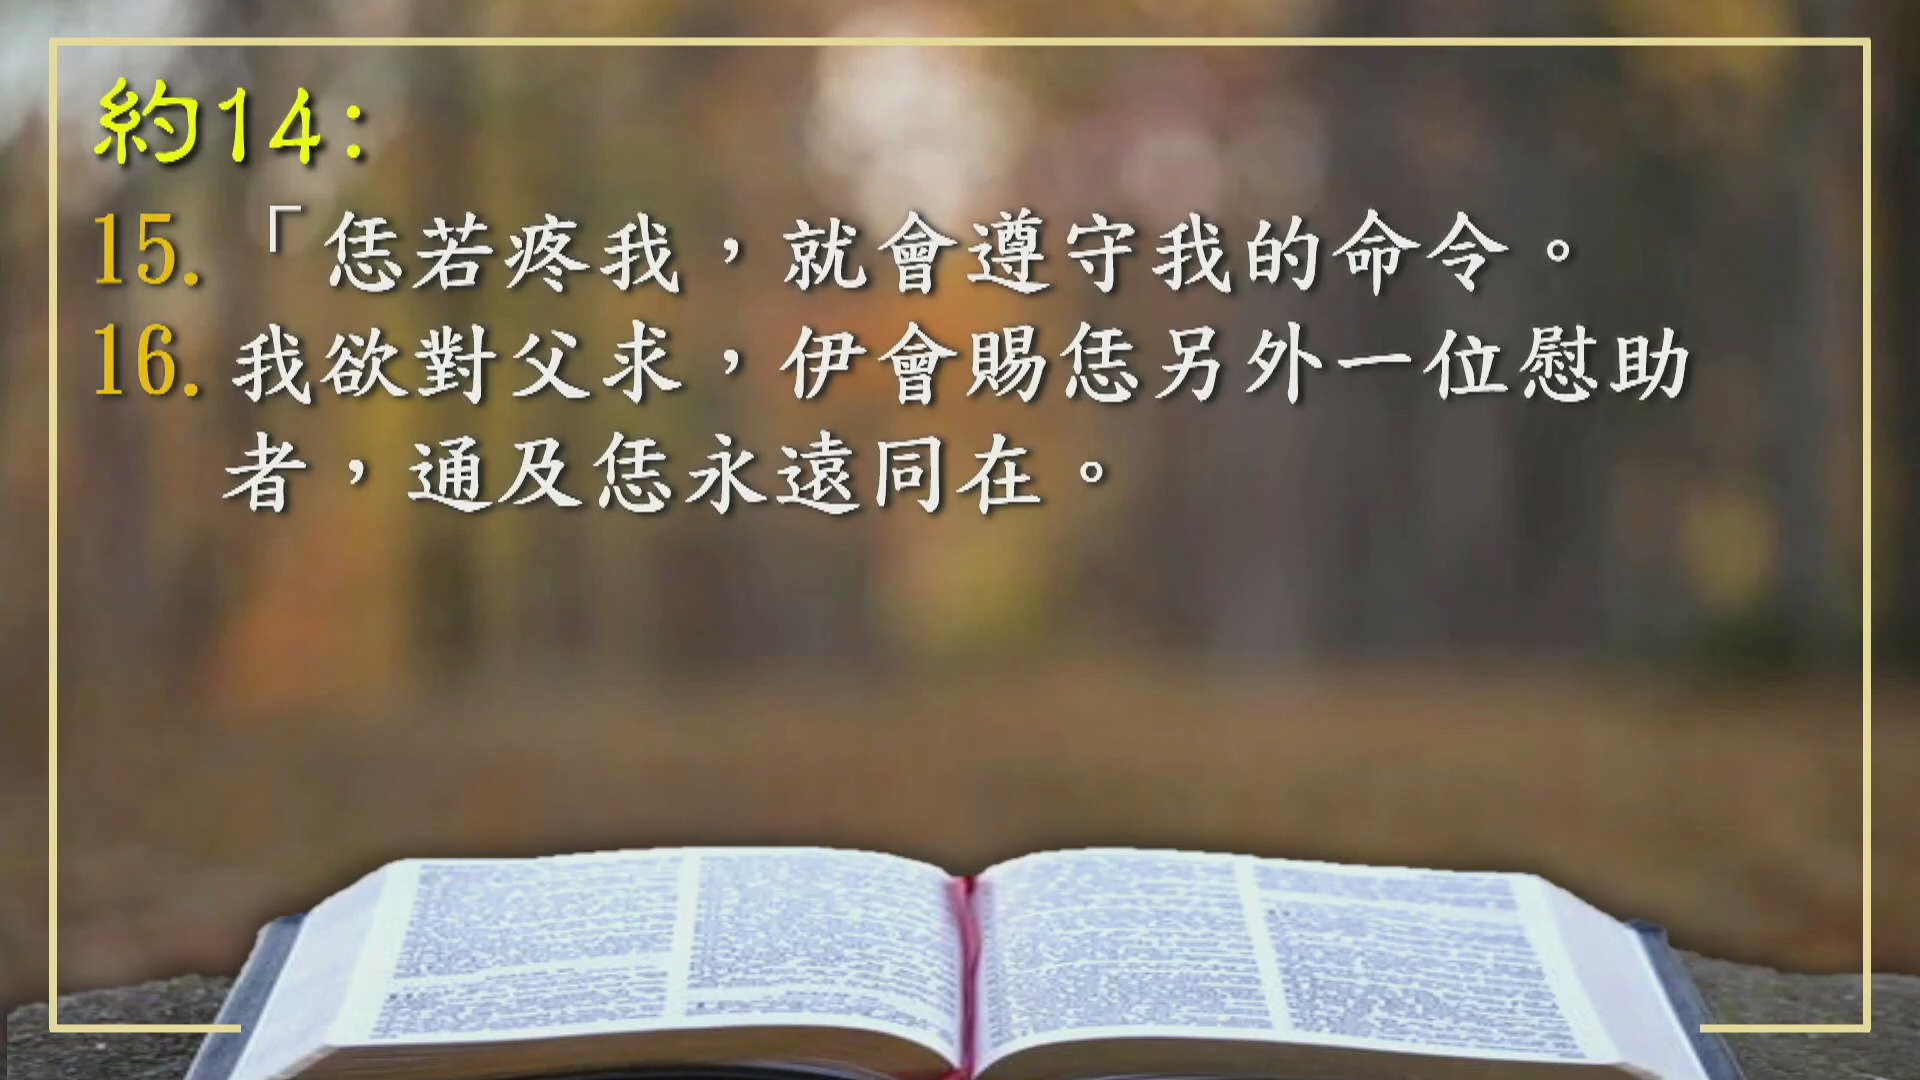 約14:
15. 「恁若疼我，就會遵守我的命令。
16. 我欲對父求，伊會賜恁另外一位慰助
者，通及恁永遠同在。